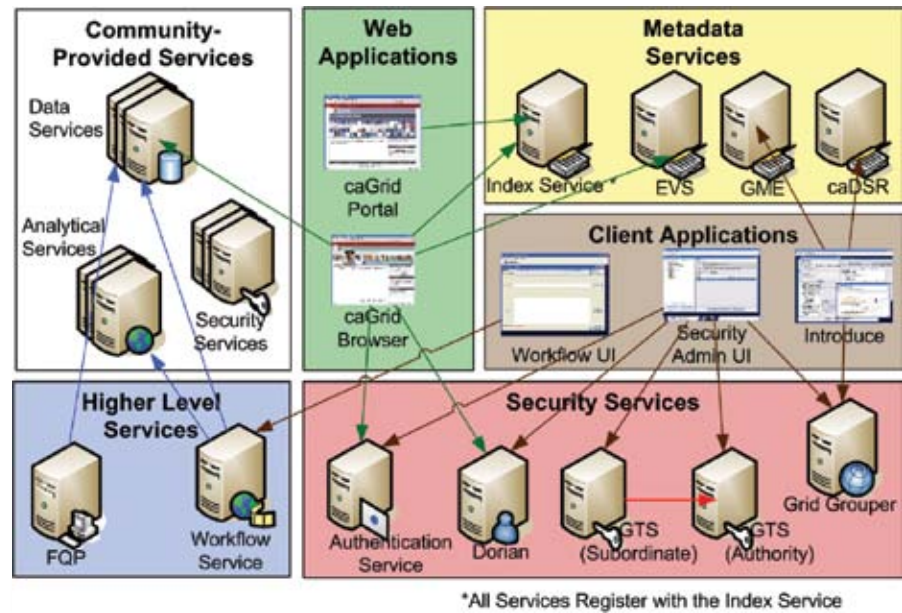 Community-
Provided Services
Data
Services
Analytical
Services
Security
Services
Web
Applications
caGrid
Portal
caGrid
Browser
Metadata
Services
Index Service *
EVS
GME
caDSR
Client Applications
Workflow UI
Security
Admin UI
Introduce
Higher Level
Services
FQP
Workflow
Service
Security Services
Authentication
Service
Dorian
GTS
(Subordinate)
GTS
(Authority)
Grid Grouper
*All Services Register with the Index Service